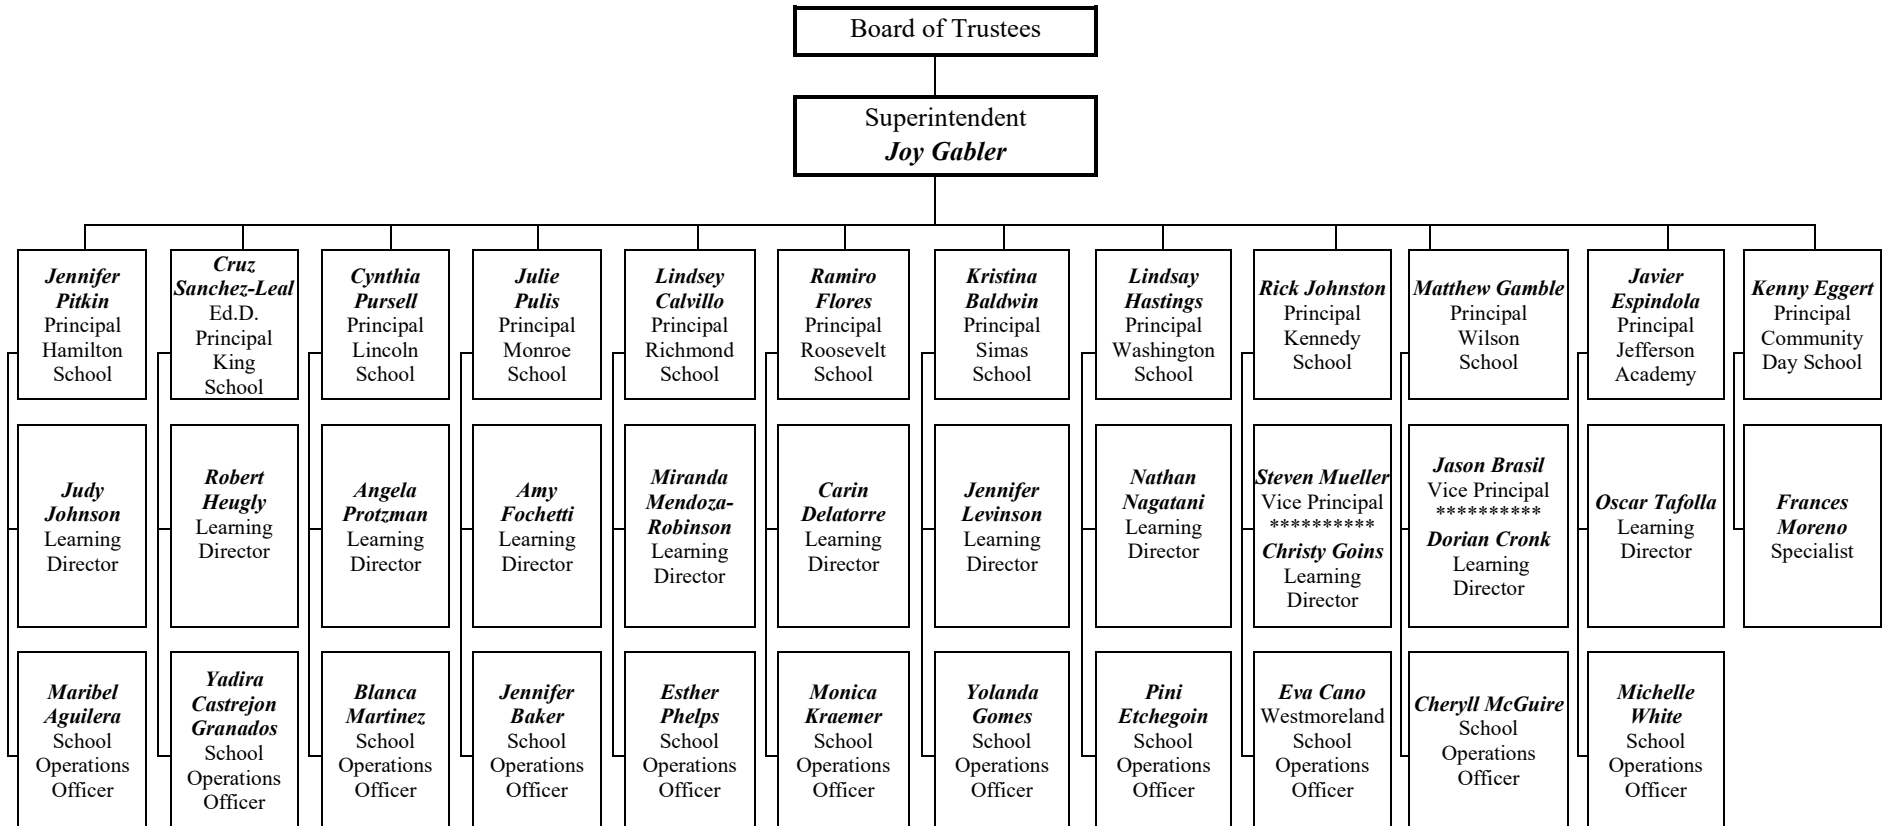 Board of Trustees
Superintendent
Joy Gabler
Jennifer
Pitkin
Principal
Hamilton
School
Cruz
Sanchez-Leal
Ed.D.
Principal
King
School
Cynthia
Pursell
Principal
Lincoln
School
Julie
Pulis
Principal
Monroe
School
Lindsey
Calvillo
Principal
Richmond
School
Ramiro
Flores
Principal
Roosevelt
School
Kristina
Baldwin
Principal
Simas
School
Lindsay
Hastings
Principal
Washington
School
Rick Johnston
Principal
Kennedy
School
Matthew Gamble
Principal
Wilson
School
Javier
Espindola
Principal
Jefferson
Academy
Kenny Eggert
Principal
Community
Day School
Judy
Johnson
Learning
Director
Robert
Heugly
Learning
Director
Angela
Protzman
Learning
Director
Amy
Fochetti
Learning
Director
Miranda
Mendoza-
Robinson
Learning
Director
Carin
Delatorre
Learning
Director
Jennifer
Levinson
Learning
Director
Nathan
Nagatani
Learning
Director
Steven Mueller
Vice Principal
**********
Christy Goins
Learning
Director
Jason Brasil
Vice Principal
**********
Dorian Cronk
Learning
Director
Oscar Tafolla
Learning
Director
Frances
Moreno
Specialist
Maribel
Aguilera
School
Operations
Officer
Yadira
Castrejon
Granados
School
Operations
Officer
Blanca
Martinez
School
Operations
Officer
Jennifer
Baker
School
Operations
Officer
Esther
Phelps
School
Operations
Officer
Monica
Kraemer
School
Operations
Officer
Yolanda
Gomes
School
Operations
Officer
Pini
Etchegoin
School
Operations
Officer
Eva Cano
Westmoreland
School
Operations
Officer
Cheryll McGuire
School
Operations
Officer
Michelle
White
School
Operations
Officer